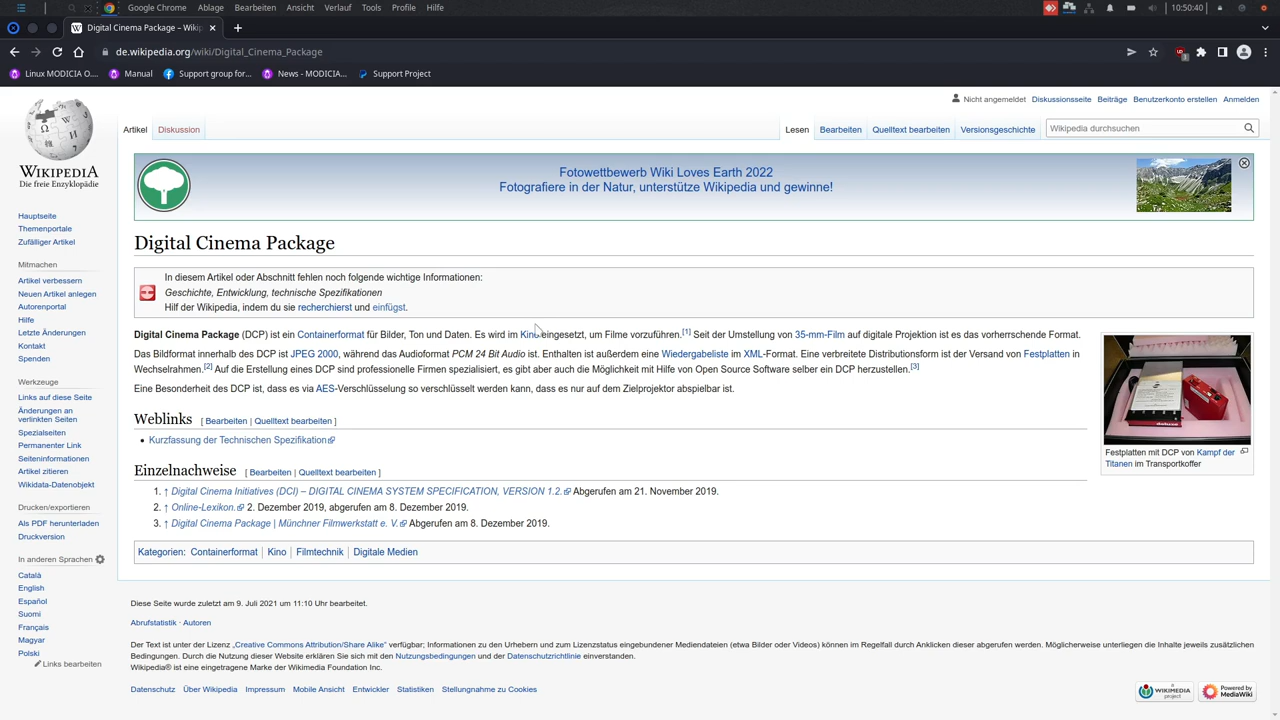 Google Chrome Ablage Bearbeiten Ansicht Verlauf Tools Profile Hilfe 10:50:40
Digital Cinema Package – Wikip
de.wikipedia.org/wiki/Digital_Cinema_Package
Linux MODICIA O.... Manual Support group for... News - MODICIA... Support Project
Nicht angemeldet Diskussionsseite Beiträge Benutzerkonto erstellen Anmelden
Artikel Diskussion Lesen Bearbeiten Quelltext bearbeiten Versionsgeschichte Wikipedia durchsuchen
WIKIPEDIA
Die freie Enzyklopädie
Hauptseite
Themenportale
Zufälliger Artikel
Mitmachen
Artikel verbessern
Neuen Artikel anlegen
Autorenportal
Hilfe
Letzte Änderungen
Kontakt
Spenden
Werkzeuge
Links auf diese Seite
Änderungen an
verlinkten Seiten
Spezialseiten
Permanenter Link
Seiteninformationen
Artikel zitieren
Wikidata-Datenobjekt
Drucken/exportieren
Als PDF herunterladen
Druckversion
In anderen Sprachen
Català
English
Español
Suomi
Français
Magyar
Polski
Links bearbeiten
Fotowettbewerb Wiki Loves Earth 2022
Fotografiere in der Natur, unterstütze Wikipedia und gewinne!
Digital Cinema Package
In diesem Artikel oder Abschnitt fehlen noch folgende wichtige Informationen:
Geschichte, Entwicklung, technische Spezifikationen
Hilf der Wikipedia, indem du sie recherchierst und einfügst.
Digital Cinema Package (DCP) ist ein Containerformat für Bilder, Ton und Daten. Es wird im Kino eingesetzt, um Filme vorzuführen.[1] Seit der Umstellung von 35-mm-Film auf digitale Projektion ist es das vorherrschende Format.
Das Bildformat innerhalb des DCP ist JPEG 2000, während das Audioformat PCM 24 Bit Audio ist. Enthalten ist außerdem eine Wiedergabeliste im XML-Format. Eine verbreitete Distributionsform ist der Versand von Festplatten in
Wechselrahmen.[2] Auf die Erstellung eines DCP sind professionelle Firmen spezialisiert, es gibt aber auch die Möglichkeit mit Hilfe von Open Source Software selber ein DCP herzustellen.[3]
Eine Besonderheit des DCP ist, dass es via AES-Verschlüsselung so verschlüsselt werden kann, dass es nur auf dem Zielprojektor abspielbar ist.
Festplatten mit DCP von Kampf der
Titanen im Transportkoffer
Weblinks [ Bearbeiten | Quelltext bearbeiten ]
Kurzfassung der Technischen Spezifikation
Einzelnachweise [ Bearbeiten | Quelltext bearbeiten ]
1. ↑ Digital Cinema Initiatives (DCI) – DIGITAL CINEMA SYSTEM SPECIFICATION, VERSION 1.2. Abgerufen am 21. November 2019.
2. ↑ Online-Lexikon. 2. Dezember 2019, abgerufen am 8. Dezember 2019.
3. ↑ Digital Cinema Package | Münchner Filmwerkstatt e. V. Abgerufen am 8. Dezember 2019.
Kategorien: Containerformat | Kino | Filmtechnik | Digitale Medien
Diese Seite wurde zuletzt am 9. Juli 2021 um 11:10 Uhr bearbeitet.
Abrufstatistik · Autoren
Der Text ist unter der Lizenz „Creative Commons Attribution/Share Alike“ verfügbar; Informationen zu den Urhebern und zum Lizenzstatus eingebundener Mediendateien (etwa Bilder oder Videos) können im Regelfall durch Anklicken dieser abgerufen werden. Möglicherweise unterliegen die Inhalte jeweils zusätzlichen
Bedingungen. Durch die Nutzung dieser Website erklären Sie sich mit den Nutzungsbedingungen und der Datenschutzrichtlinie einverstanden.
Wikipedia® ist eine eingetragene Marke der Wikimedia Foundation Inc.
Datenschutz Über Wikipedia Impressum Mobile Ansicht Entwickler Statistiken Stellungnahme zu Cookies
A WIKIMEDIA project Powered by MediaWiki